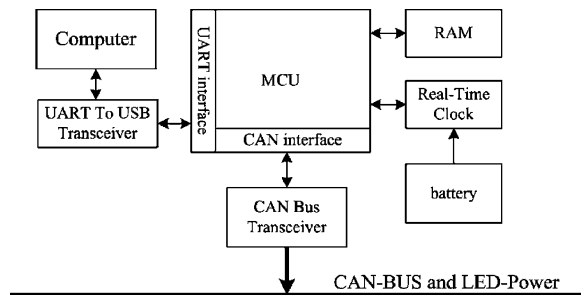 Computer
UART To USB
Transceiver
UART interface
MCU
CAN interface
RAM
Real-Time
Clock
battery
CAN Bus
Transceiver
CAN-BUS and LED-Power